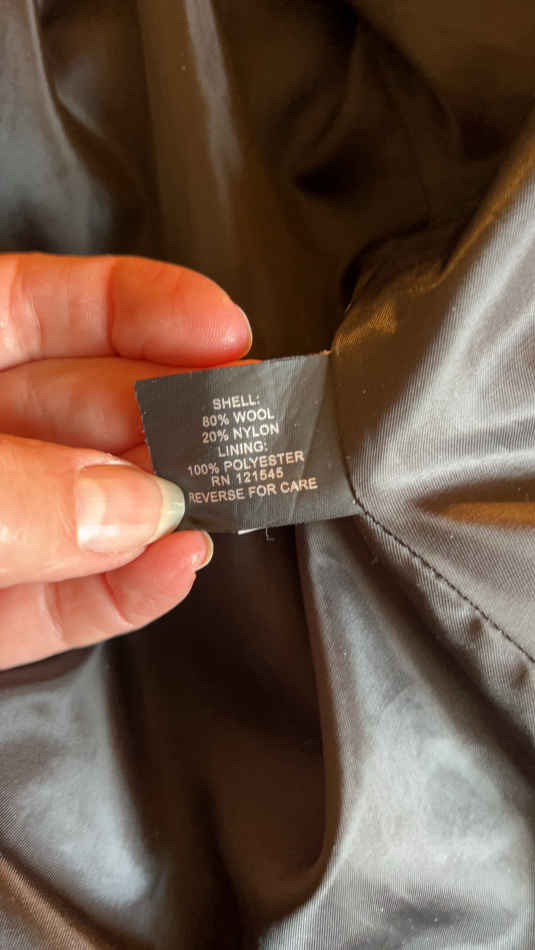 SHELL:
80% WOOL
20% NYLON
LINING:
100% POLYESTER
RN 121545
REVERSE FOR CARE